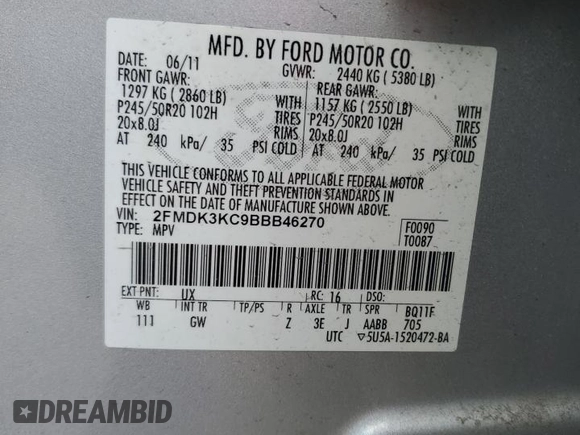 MFD. BY FORD MOTOR CO.
DATE: 06/11 GVWR: 2440 KG ( 5380 LB)
FRONT GAWR: REAR GAWR:
1297 KG ( 2860 LB) WITH 1157 KG ( 2550 LB) WITH
P245/50R20 102H TIRES P245/50R20 102H TIRES
20x8.0J RIMS 20x8.0J RIMS
AT 240 kPa/ 35 PSI COLD AT 240 kPa/ 35 PSI COLD
THIS VEHICLE CONFORMS TO ALL APPLICABLE FEDERAL MOTOR
VEHICLE SAFETY AND THEFT PREVENTION STANDARDS
IN EFFECT ON THE DATE OF MANUFACTURE SHOWN ABOVE.
VIN: 2FMDK3KC9BBB46270 F0090
TYPE: MPV T0087
EXT PNT: UX RC: 16 DSO:
WB INT TR TP/PS R AXLE TR SPR BQ11F
111 GW Z 3E J AABB 705
UTC ▽5U5A-1520472-BA
DREAMBID